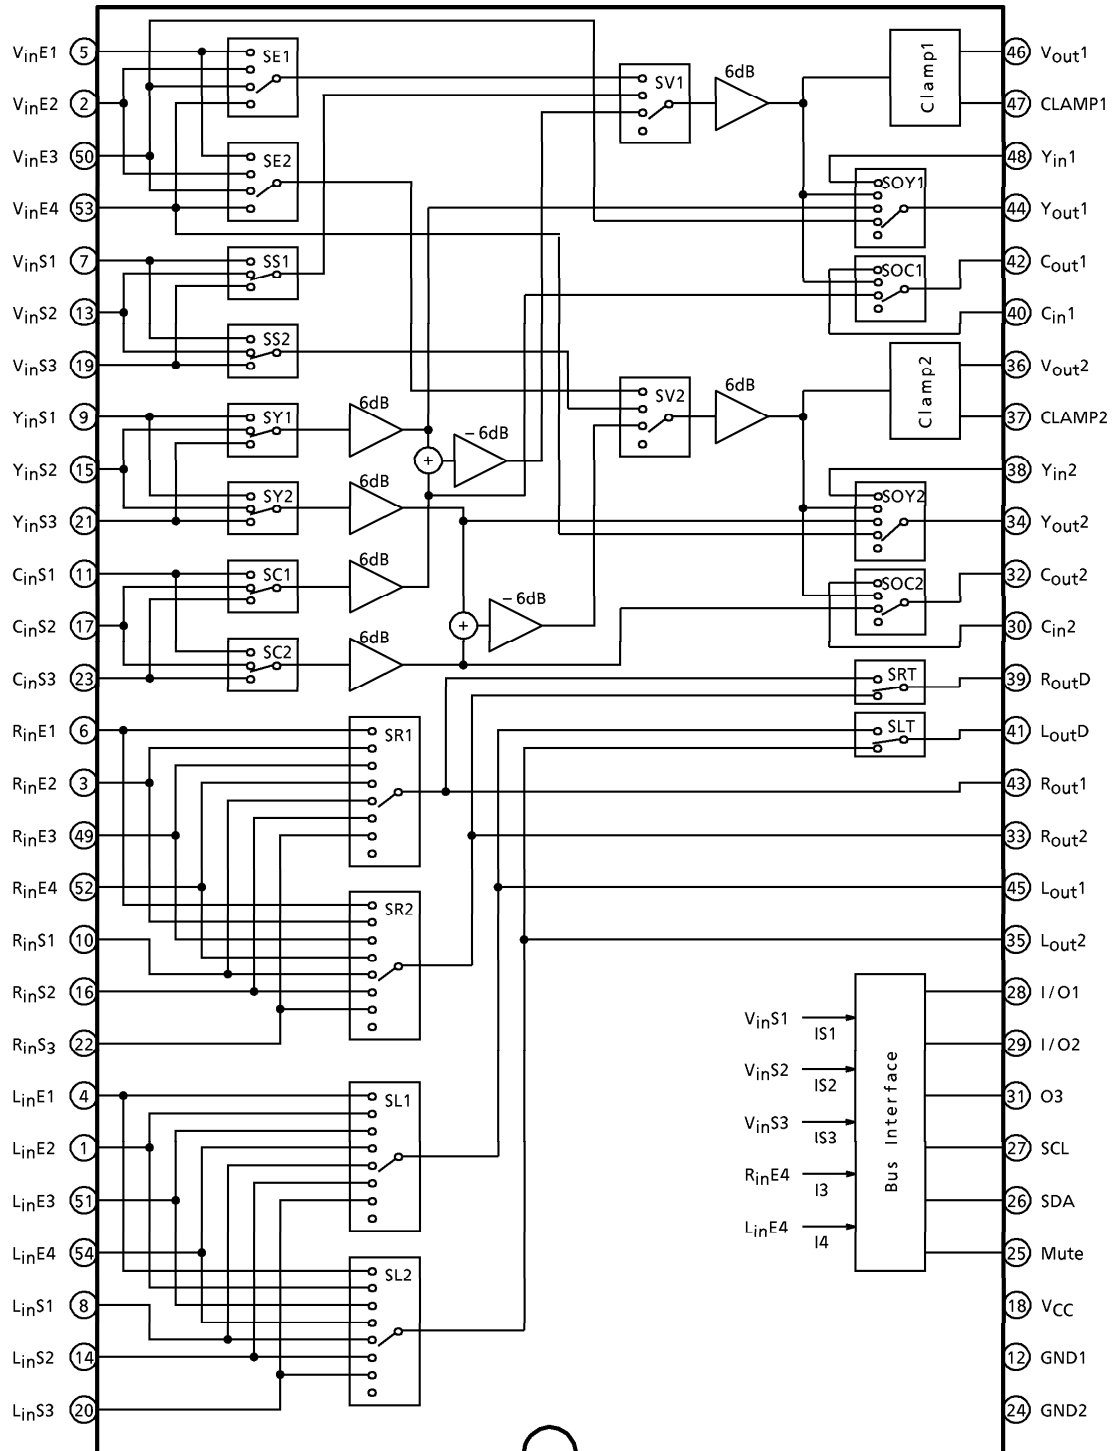 VinE1 5
VinE2 2
VinE3 50
VinE4 53
VinS1 7
VinS2 13
VinS3 19
YinS1 9
YinS2 15
YinS3 21
CinS1 11
CinS2 17
CinS3 23
RinE1 6
RinE2 3
RinE3 49
RinE4 52
RinS1 10
RinS2 16
RinS3 22
LinE1 4
LinE2 1
LinE3 51
LinE4 54
LinS1 8
LinS2 14
LinS3 20
SE1
SE2
SS1
SS2
SY1
SY2
SC1
SC2
6dB
6dB
6dB
6dB
+
−6dB
+
−6dB
SR1
SR2
SL1
SL2
SV1
6dB
SV2
6dB
Clamp1
SOY1
SOC1
Clamp2
SOY2
SOC2
SRT
SLT
VinS1
IS1
VinS2
IS2
VinS3
IS3
RinE4
I3
LinE4
I4
Bus Interface
46 Vout1
47 CLAMP1
48 Yin1
44 Yout1
42 Cout1
40 Cin1
36 Vout2
37 CLAMP2
38 Yin2
34 Yout2
32 Cout2
30 Cin2
39 RoutD
41 LoutD
43 Rout1
33 Rout2
45 Lout1
35 Lout2
28 I/O1
29 I/O2
31 O3
27 SCL
26 SDA
25 Mute
18 VCC
12 GND1
24 GND2